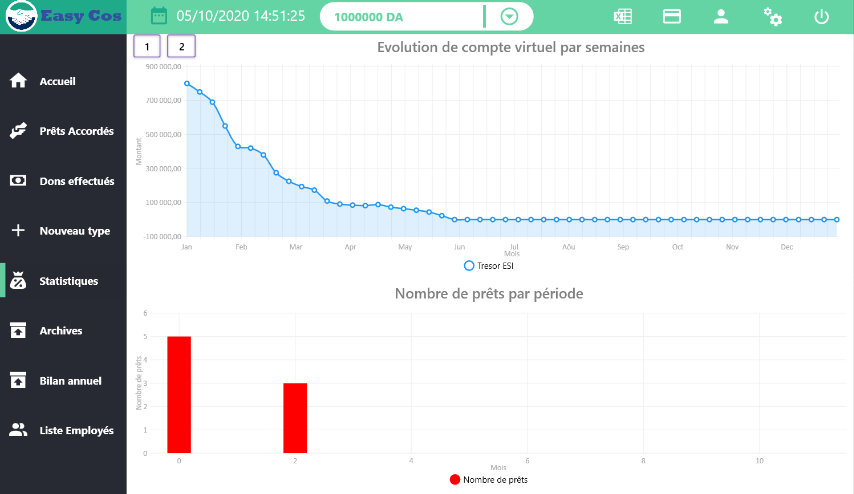 Easy Cos
05/10/2020 14:51:25
1000000 DA
1
2
Accueil
Prêts Accordés
Dons effectués
Nouveau type
Statistiques
Archives
Bilan annuel
Liste Employés
Evolution de compte virtuel par semaines
900 000,00
700 000,00
500 000,00
300 000,00
100 000,00
-100 000,00
Montant
Jan Feb Mar Apr May Jun Jul Aôu Sep Oct Nov Dec
Mois
Tresor ESI
Nombre de prêts par période
6
5
4
3
2
1
0
Nombre de prêts
0 2 4 6 8 10
Mois
Nombre de prêts